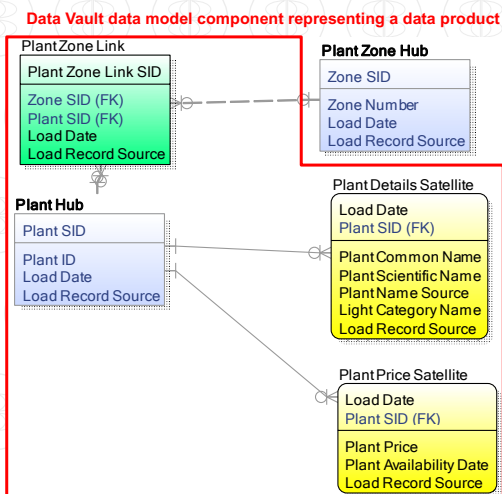 Data Vault data model component representing a data product
Plant Zone Link
Plant Zone Link SID
Zone SID (FK)
Plant SID (FK)
Load Date
Load Record Source
Plant Zone Hub
Zone SID
Zone Number
Load Date
Load Record Source
Plant Hub
Plant SID
Plant ID
Load Date
Load Record Source
Plant Details Satellite
Load Date
Plant SID (FK)
Plant Common Name
Plant Scientific Name
Plant Name Source
Light Category Name
Load Record Source
Plant Price Satellite
Load Date
Plant SID (FK)
Plant Price
Plant Availability Date
Load Record Source